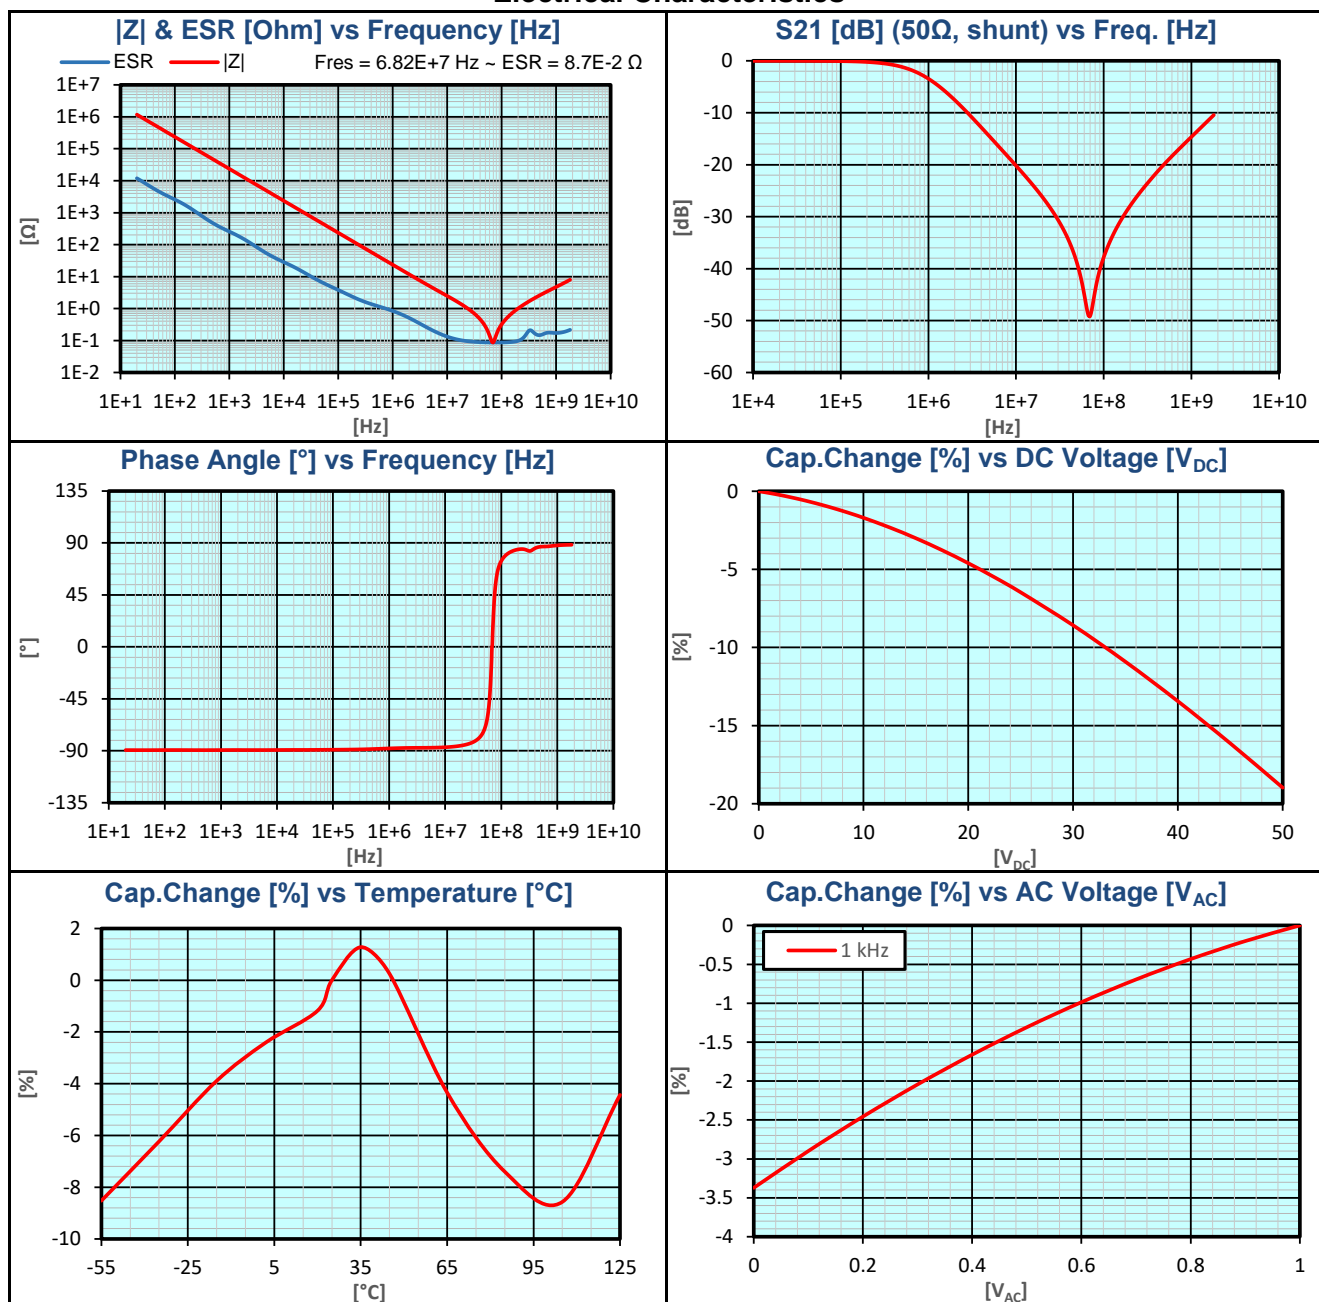 |Z| & ESR [Ohm] vs Frequency [Hz]
ESR |Z| Fres = 6.82E+7 Hz ~ ESR = 8.7E-2 Ω
1E+7
1E+6
1E+5
1E+4
1E+3
1E+2
1E+1
1E+0
1E-1
1E-2
[Ω]
1E+1 1E+2 1E+3 1E+4 1E+5 1E+6 1E+7 1E+8 1E+9 1E+10
[Hz]
S21 [dB] (50Ω, shunt) vs Freq. [Hz]
0
-10
-20
-30
-40
-50
-60
[dB]
1E+4 1E+5 1E+6 1E+7 1E+8 1E+9 1E+10
[Hz]
Phase Angle [°] vs Frequency [Hz]
135
90
45
0
-45
-90
-135
[°]
1E+1 1E+2 1E+3 1E+4 1E+5 1E+6 1E+7 1E+8 1E+9 1E+10
[Hz]
Cap.Change [%] vs DC Voltage [VDC]
0
-5
-10
-15
-20
[%]
0 10 20 30 40 50
[VDC]
Cap.Change [%] vs Temperature [°C]
2
0
-2
-4
-6
-8
-10
[%]
-55 -25 5 35 65 95 125
[°C]
Cap.Change [%] vs AC Voltage [VAC]
1 kHz
0
-0.5
-1
-1.5
-2
-2.5
-3
-3.5
-4
[%]
0 0.2 0.4 0.6 0.8 1
[VAC]